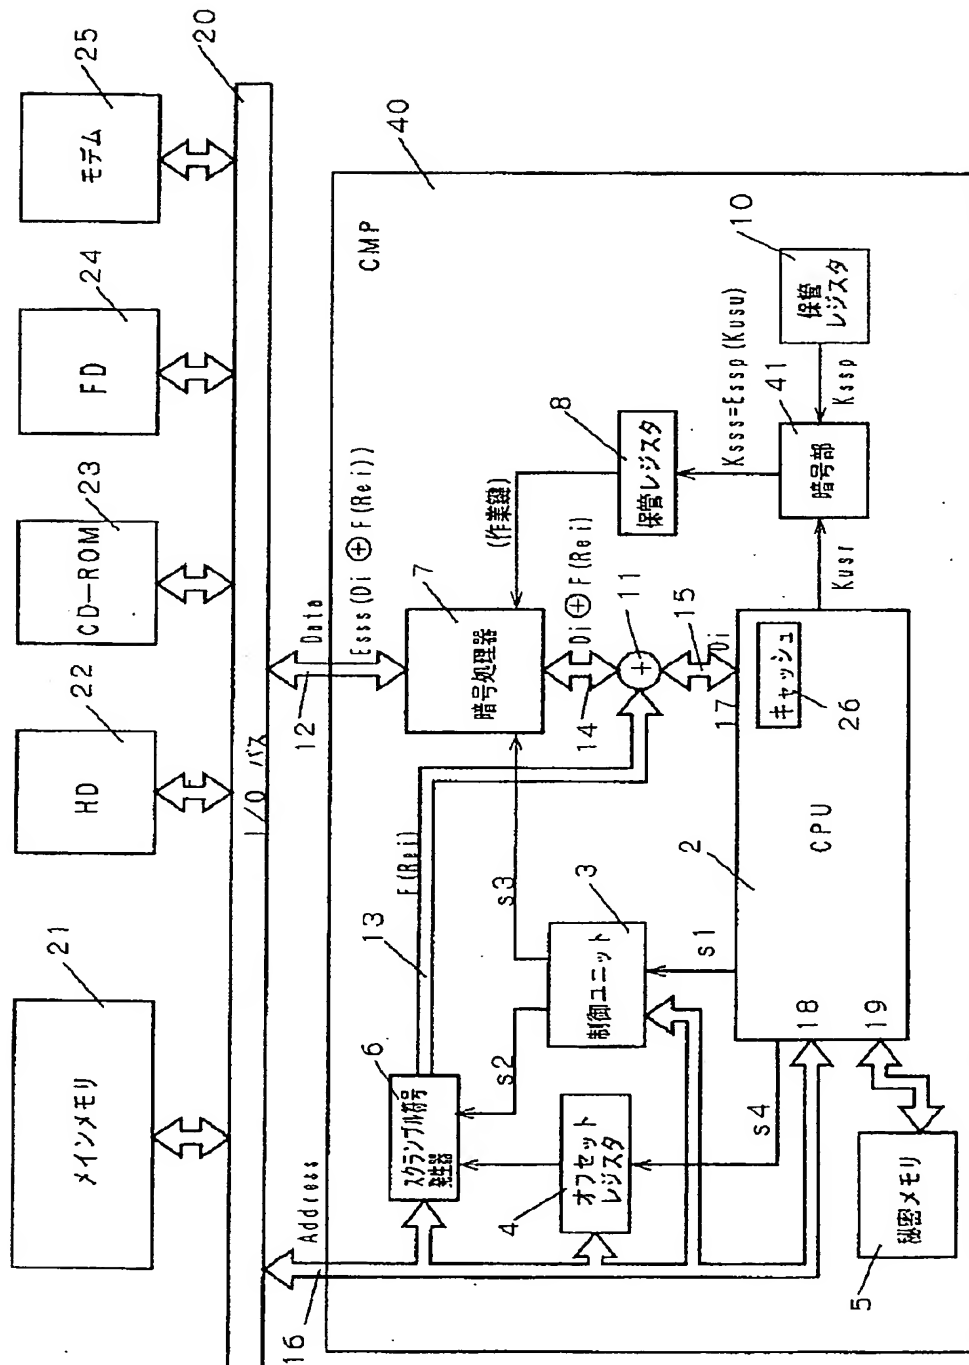 メインメモリ
21
HD
22
CD-ROM
23
FD
24
モデム
25
20
I/O バス
16
Address
12
Data
Esss(Di⊕F(Rei))
CMP
40
13
F(Rei)
6
スクランブル符号
発生器
s2
s3
7
暗号処理器
(作業鍵)
8
保管レジスタ
Ksss=Essp(Kusu)
14
Di⊕F(Rei)
11
15
Di
17
4
オフセット
レジスタ
3
制御ユニット
s1
s4
18
19
2
CPU
キャッシュ
26
Kusr
41
暗号部
Kssp
10
保管
レジスタ
5
秘密メモリ